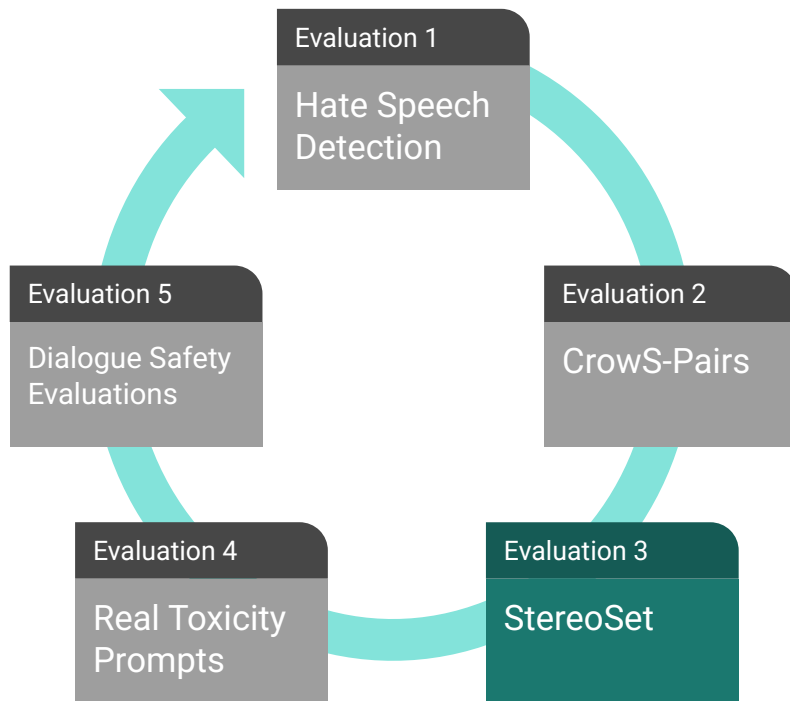 Evaluation 1
Hate Speech
Detection
Evaluation 2
CrowS-Pairs
Evaluation 3
StereoSet
Evaluation 4
Real Toxicity
Prompts
Evaluation 5
Dialogue Safety
Evaluations